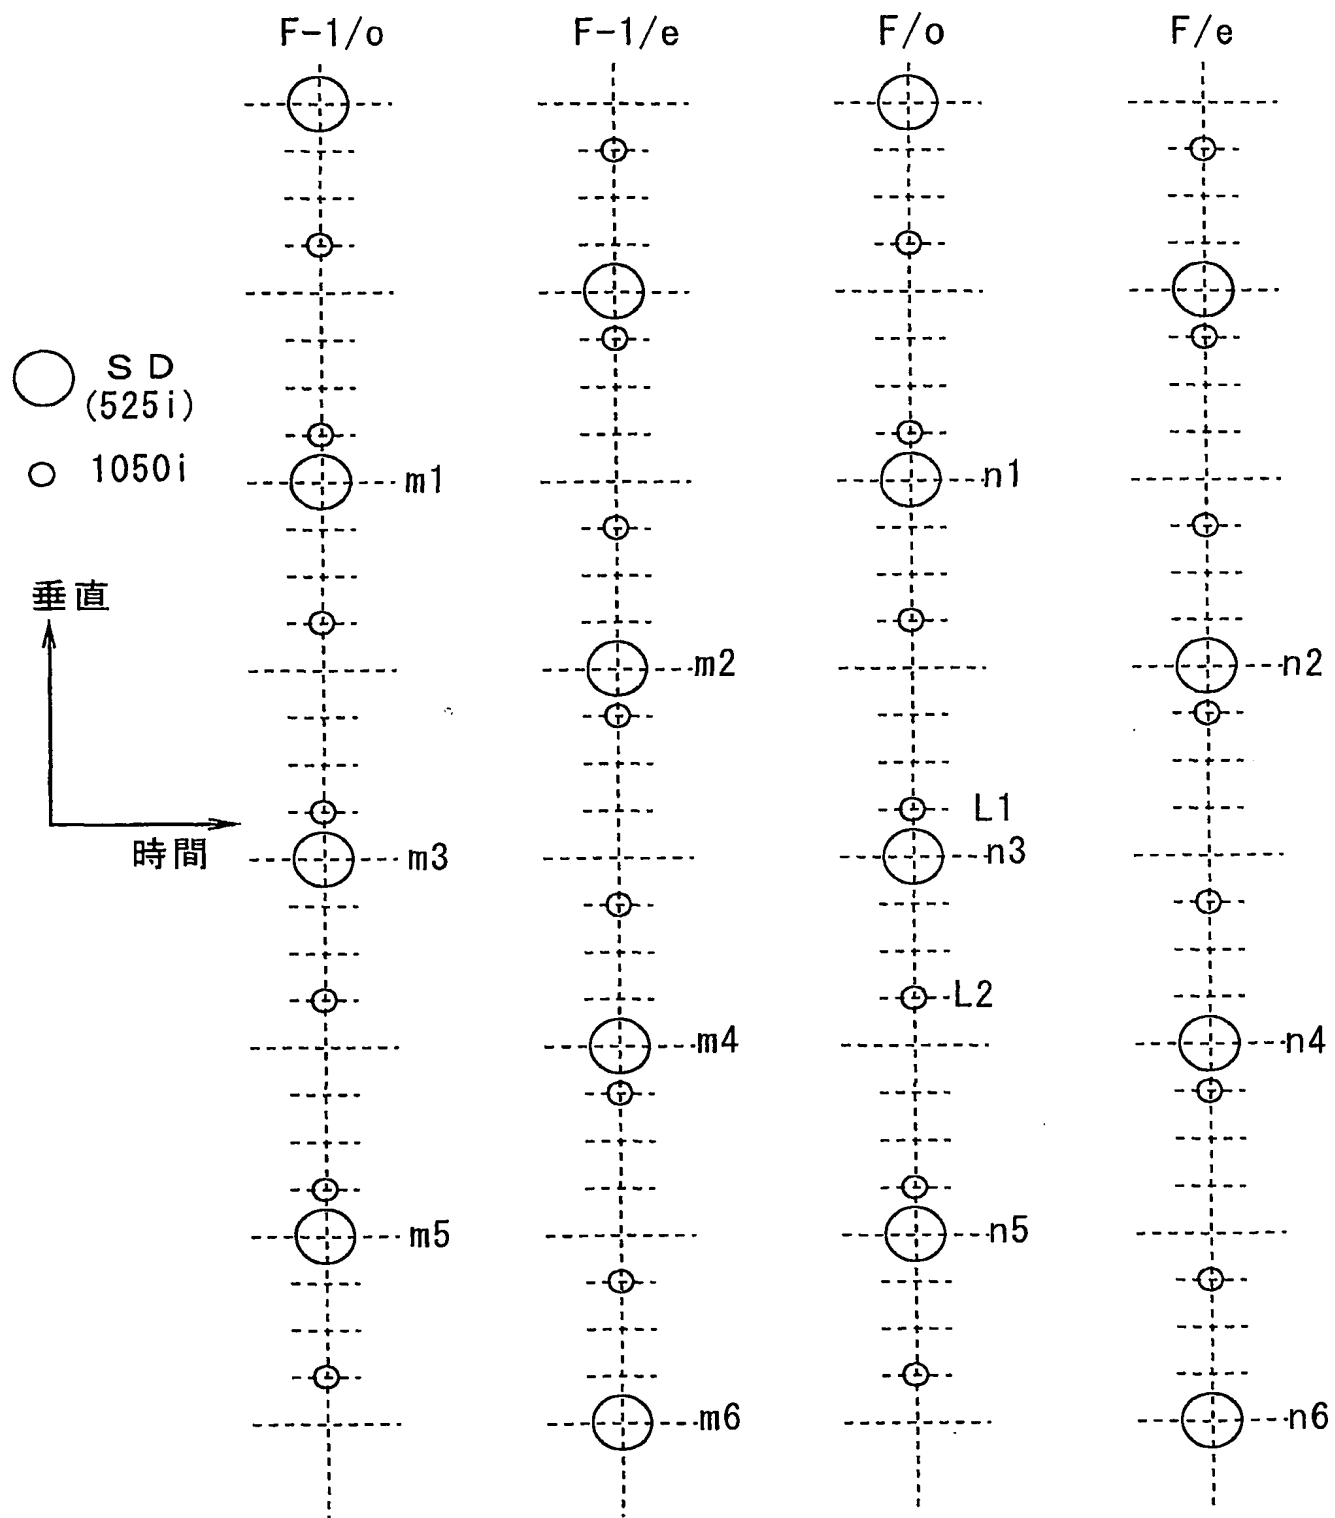 F-1/o
F-1/e
F/o
F/e
SD
(525i)
1050i
垂直
時間
m1
n1
m2
n2
L1
m3
n3
L2
m4
n4
m5
n5
m6
n6